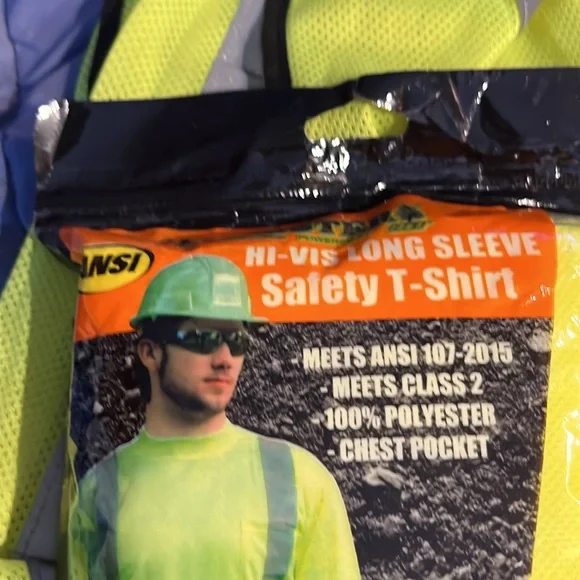 ANSI
HI-Vis LONG SLEEVE
Safety T-Shirt
-MEETS ANSI 107-2015
- MEETS CLASS 2
-100% POLYESTER
- CHEST POCKET